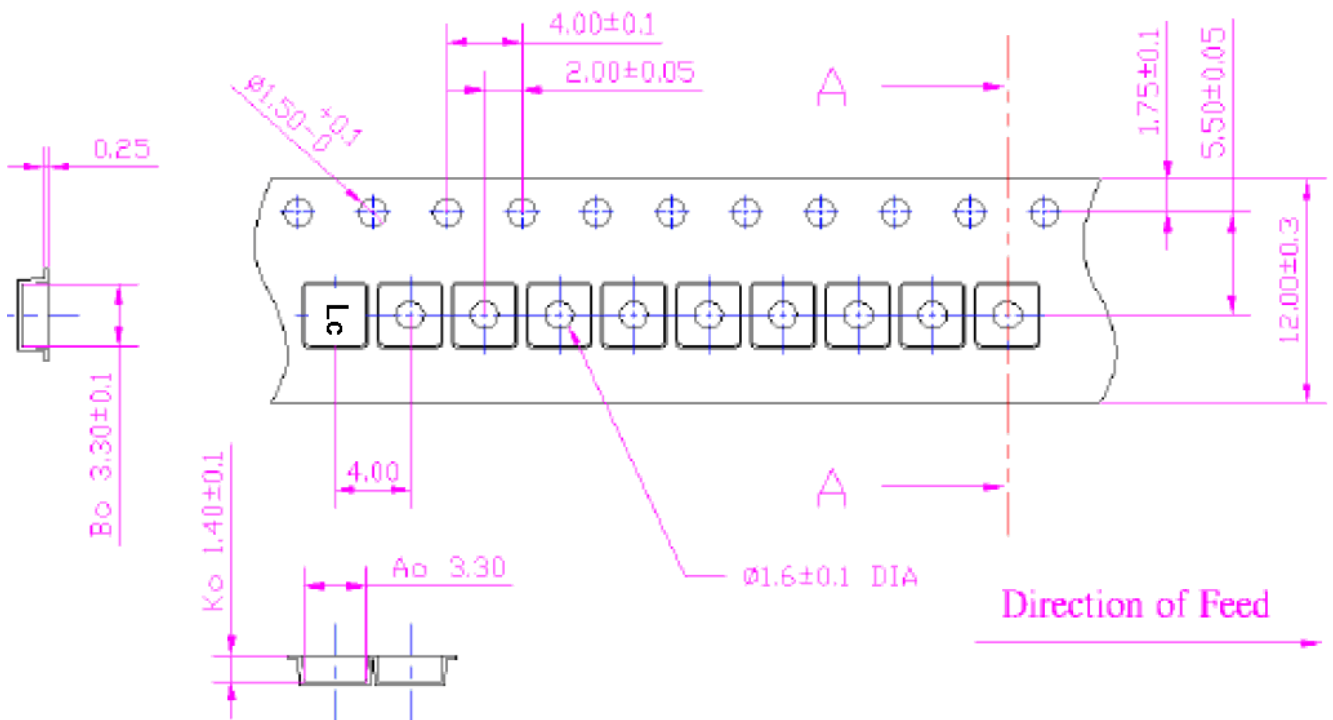 4.00±0.1
2.00±0.05
Ø1.50 +0.1 -0
0.25
A
1.75±0.1
5.50±0.05
12.00±0.3
Lc
Bo 3.30±0.1
4.00
A
Ko 1.40±0.1
Ao 3.30
Ø1.6±0.1 DIA
Direction of Feed